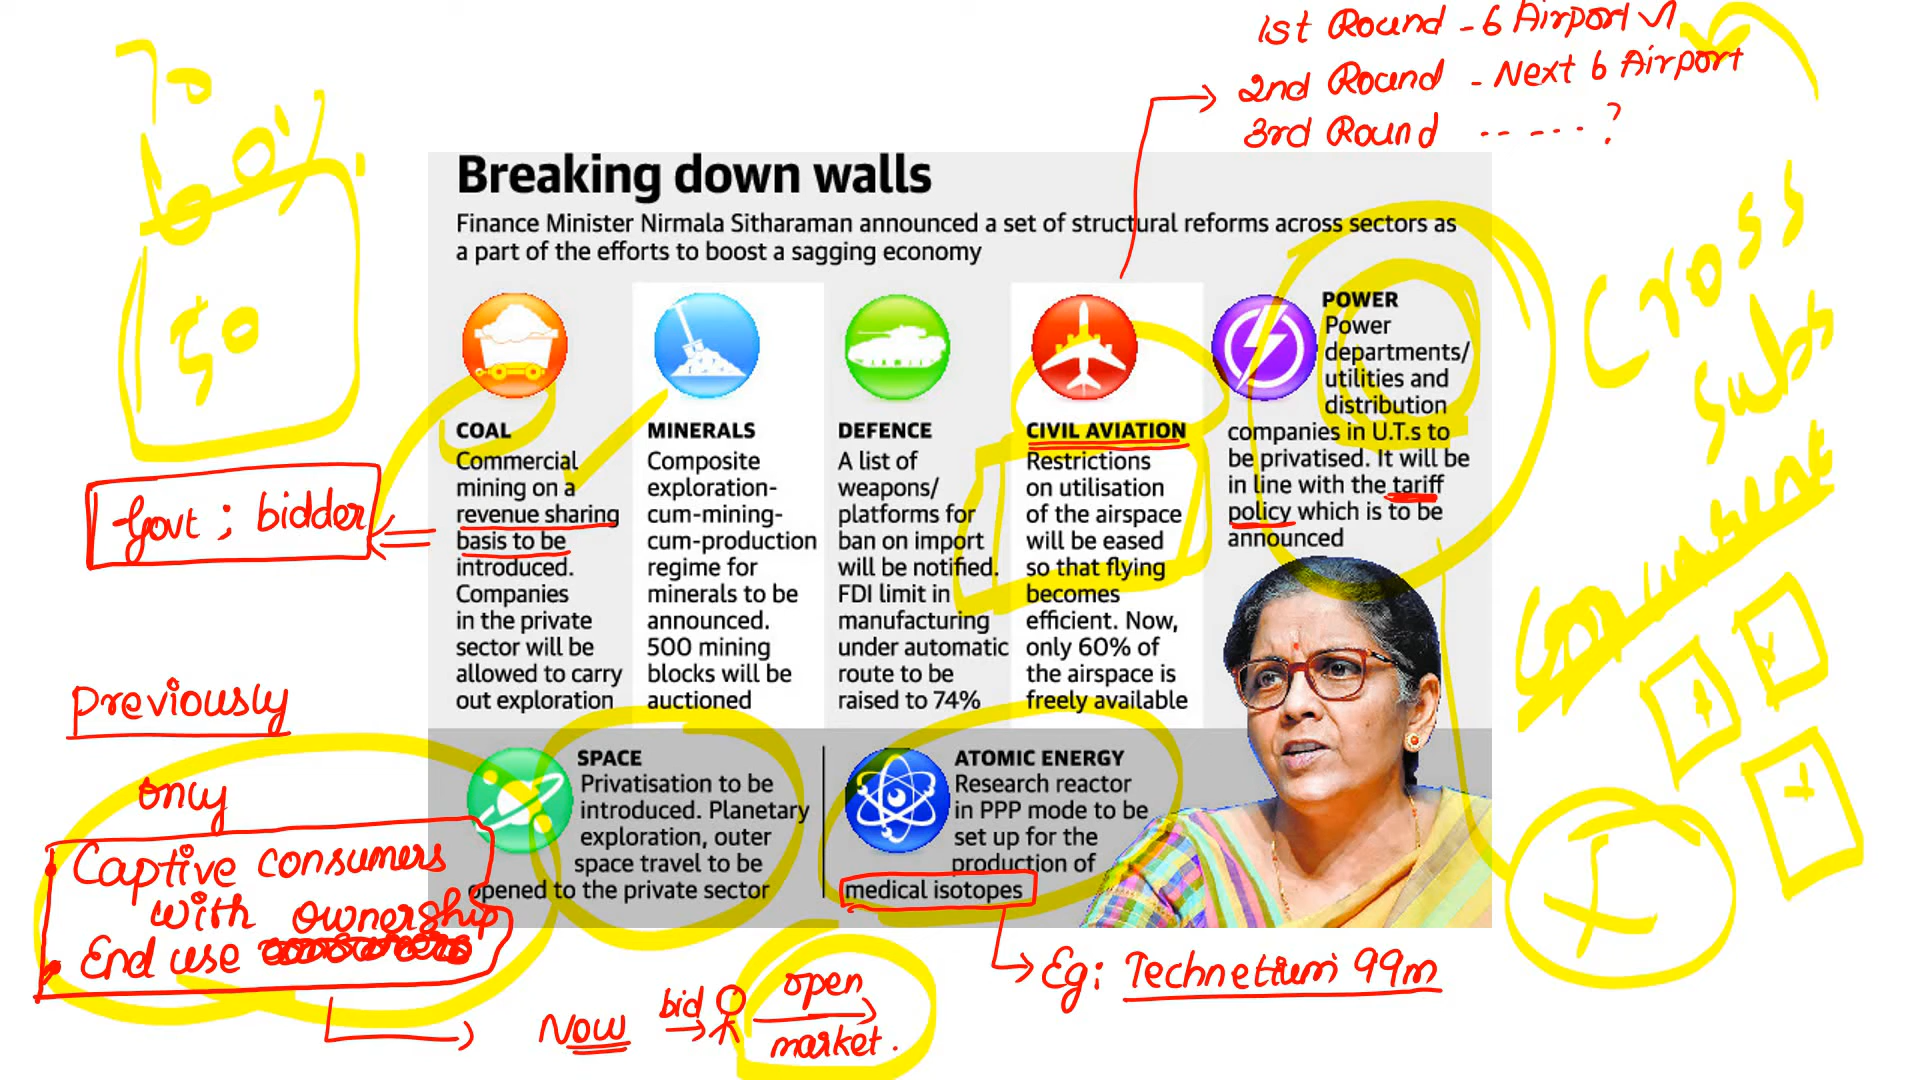 1st Round - 6 Airport
2nd Round - Next 6 Airport
3rd Round -- - -- - ?
50
Cross
Subs
Breaking down walls
Finance Minister Nirmala Sitharaman announced a set of structural reforms across sectors as
a part of the efforts to boost a sagging economy
COAL
Commercial
mining on a
revenue sharing
basis to be
introduced.
Companies
in the private
sector will be
allowed to carry
out exploration
MINERALS
Composite
exploration-
cum-mining-
cum-production
regime for
minerals to be
announced.
500 mining
blocks will be
auctioned
DEFENCE
A list of
weapons/
platforms for
ban on import
will be notified.
FDI limit in
manufacturing
under automatic
route to be
raised to 74%
CIVIL AVIATION
Restrictions
on utilisation
of the airspace
will be eased
so that flying
becomes
efficient. Now,
only 60% of
the airspace is
freely available
POWER
Power
departments/
utilities and
distribution
companies in U.T.s to
be privatised. It will be
in line with the tariff
policy which is to be
announced
SPACE
Privatisation to be
introduced. Planetary
exploration, outer
space travel to be
opened to the private sector
ATOMIC ENERGY
Research reactor
in PPP mode to be
set up for the
production of
medical isotopes
Govt ; bidder
Previously
only
• Captive consumers
with ownership
• End use
Now bid open
market.
Eg: Technetium 99m